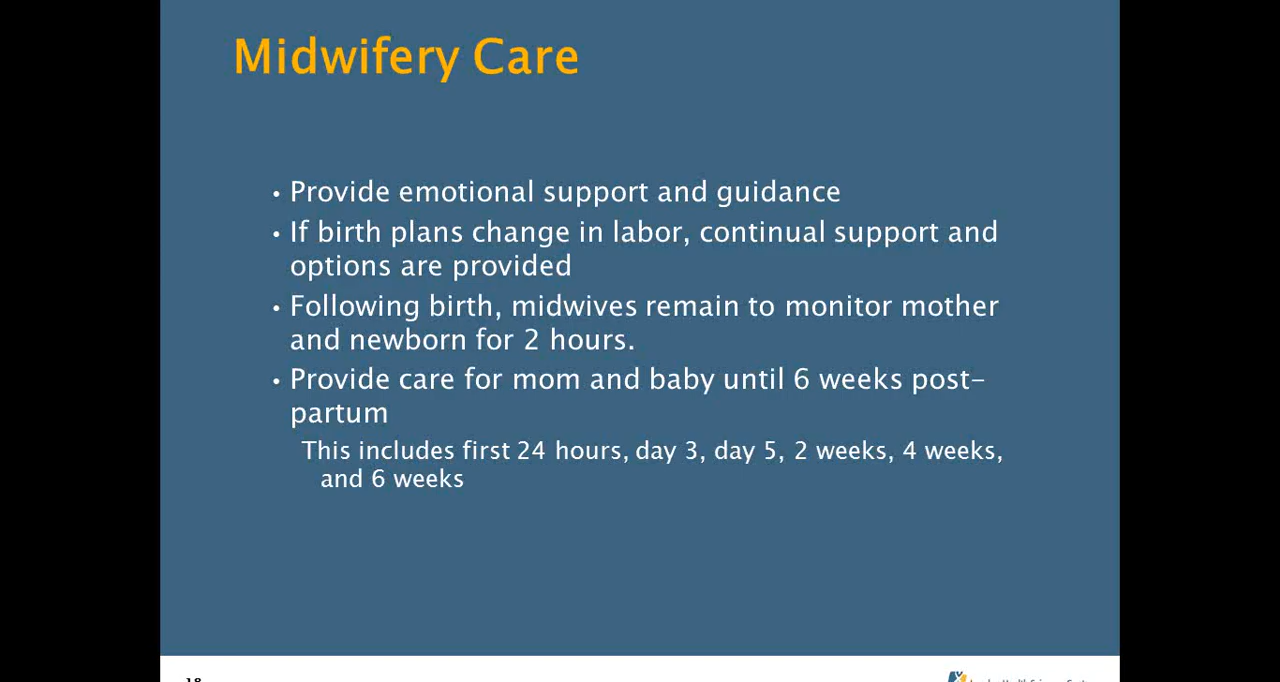 Midwifery Care
• Provide emotional support and guidance
• If birth plans change in labor, continual support and
options are provided
• Following birth, midwives remain to monitor mother
and newborn for 2 hours.
• Provide care for mom and baby until 6 weeks post-
partum
This includes first 24 hours, day 3, day 5, 2 weeks, 4 weeks,
and 6 weeks
18